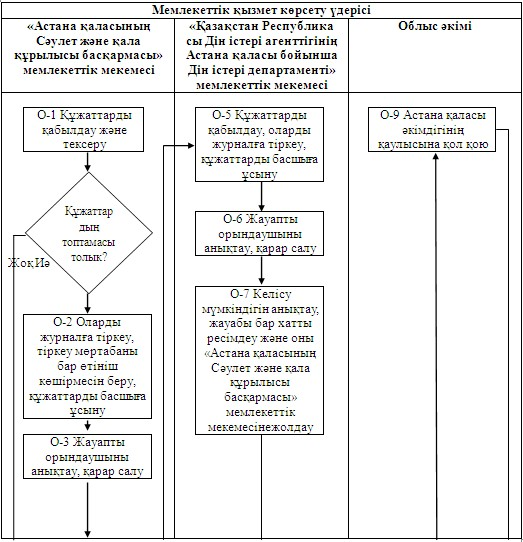 Мемлекеттік қызмет көрсету үдерісі
«Астана қаласының
Сәулет және қала
құрылысы басқармасы»
мемлекеттік мекемесі
«Қазақстан Республика
сы Дін істері агенттігінің
Астана қаласы бойынша
Дін істері департаменті»
мемлекеттік мекемесі
Облыс әкімі
О-1 Құжаттарды
қабылдау және
тексеру
Құжаттар
дың
топтамасы
толык?
Жоқ Иә
О-2 Оларды
журналға тіркеу,
тіркеу мөртабаны
бар өтініш
көшірмесін беру,
құжаттарды басшыға
ұсыну
О-3 Жауапты
орындаушыны
анықтау, қарар салу
О-5 Құжаттарды
қабылдау, оларды
журналға тіркеу,
құжаттарды басшыға
ұсыну
О-6 Жауапты
орындаушыны
анықтау, қарар салу
О-7 Келісу
мүмкіндігін анықтау,
жауабы бар хатты
ресімдеу және оны
«Астана қаласының
Сәулет және қала
құрылысы
басқармасы»
мемлекеттік
мекемесінежолдау
О-9 Астана қаласы
әкімдігінің
қаулысына қол қою